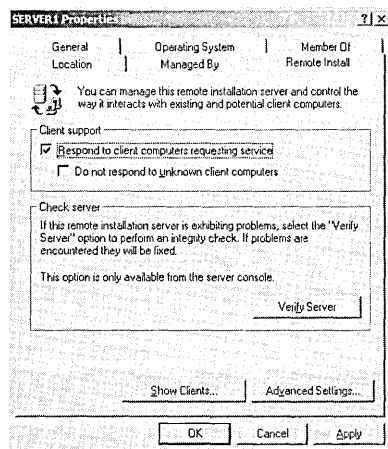 SERVER1 Properties ? x
General Operating System Member Of
Location Managed By Remote Install
You can manage this remote installation server and control the
way it interacts with existing and potential client computers.
Client support
Respond to client computers requesting service
Do not respond to unknown client computers
Check server
If this remote installation server is exhibiting problems, select the "Verify
Server" option to perform an integrity check. If problems are
encountered they will be fixed.
This option is only available from the server console.
Verify Server
Show Clients... Advanced Settings...
OK Cancel Apply